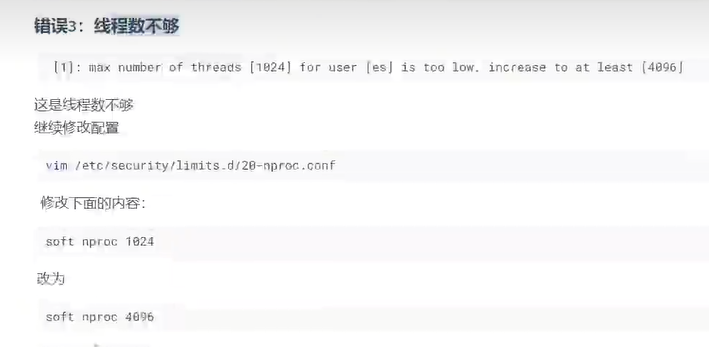 错误3：线程数不够
[1]: max number of threads [1024] for user [es] is too low, increase to at least [4096]
这是线程数不够
继续修改配置
vim /etc/security/limits.d/20-nproc.conf
修改下面的内容：
soft nproc 1024
改为
soft nproc 4096